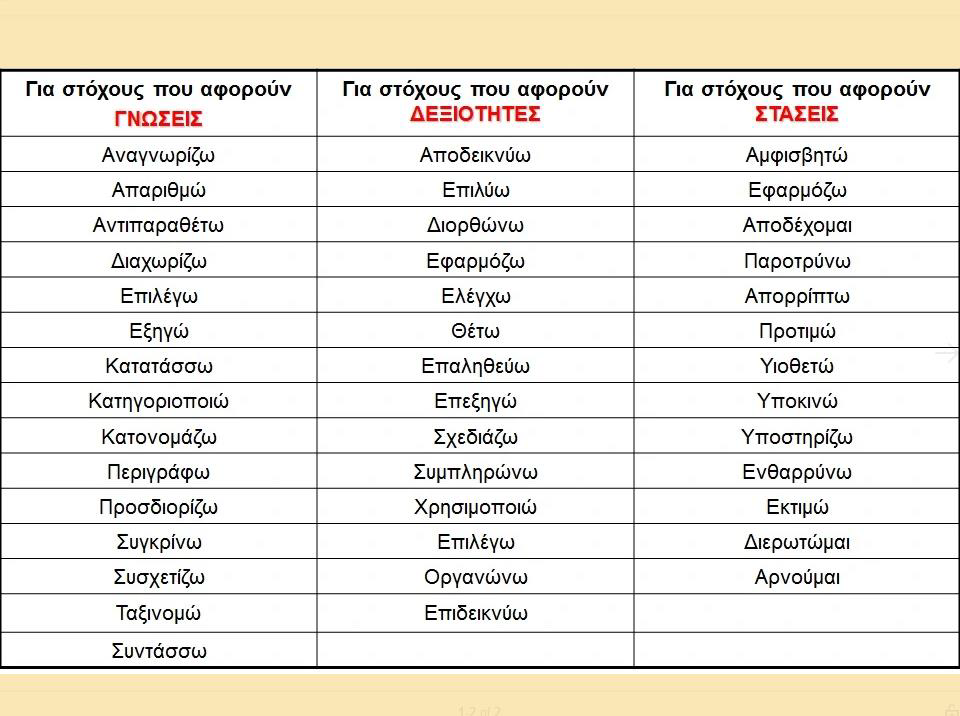 Για στόχους που αφορούν ΓΝΩΣΕΙΣ Για στόχους που αφορούν ΔΕΞΙΟΤΗΤΕΣ Για στόχους που αφορούν ΣΤΑΣΕΙΣ
Αναγνωρίζω Αποδεικνύω Αμφισβητώ
Απαριθμώ Επιλύω Εφαρμόζω
Αντιπαραθέτω Διορθώνω Αποδέχομαι
Διαχωρίζω Εφαρμόζω Παροτρύνω
Επιλέγω Ελέγχω Απορρίπτω
Εξηγώ Θέτω Προτιμώ
Κατατάσσω Επαληθεύω Υιοθετώ
Κατηγοριοποιώ Επεξηγώ Υποκινώ
Κατονομάζω Σχεδιάζω Υποστηρίζω
Περιγράφω Συμπληρώνω Ενθαρρύνω
Προσδιορίζω Χρησιμοποιώ Εκτιμώ
Συγκρίνω Επιλέγω Διερωτώμαι
Συσχετίζω Οργανώνω Αρνούμαι
Ταξινομώ Επιδεικνύω
Συντάσσω
1-2 of 2